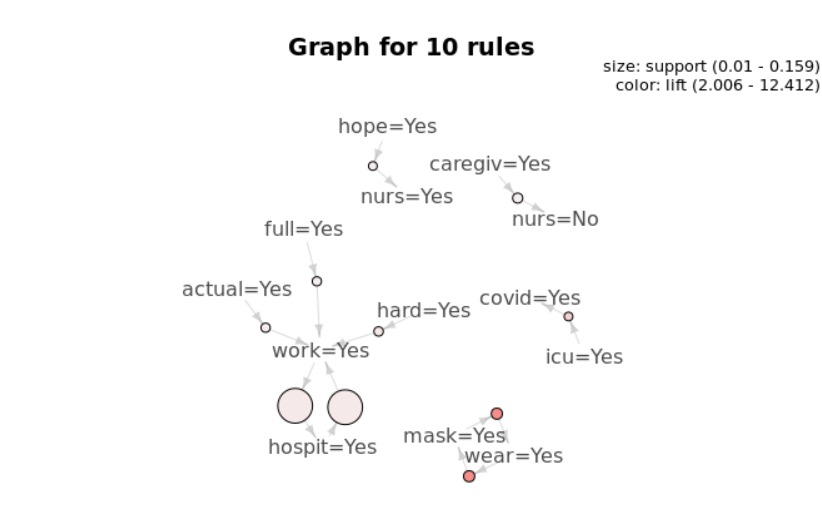 Graph for 10 rules
size: support (0.01 - 0.159)
color: lift (2.006 - 12.412)
hope=Yes
caregiv=Yes
nurs=Yes
nurs=No
full=Yes
actual=Yes
covid=Yes
hard=Yes
work=Yes
icu=Yes
mask=Yes
hospit=Yes
wear=Yes